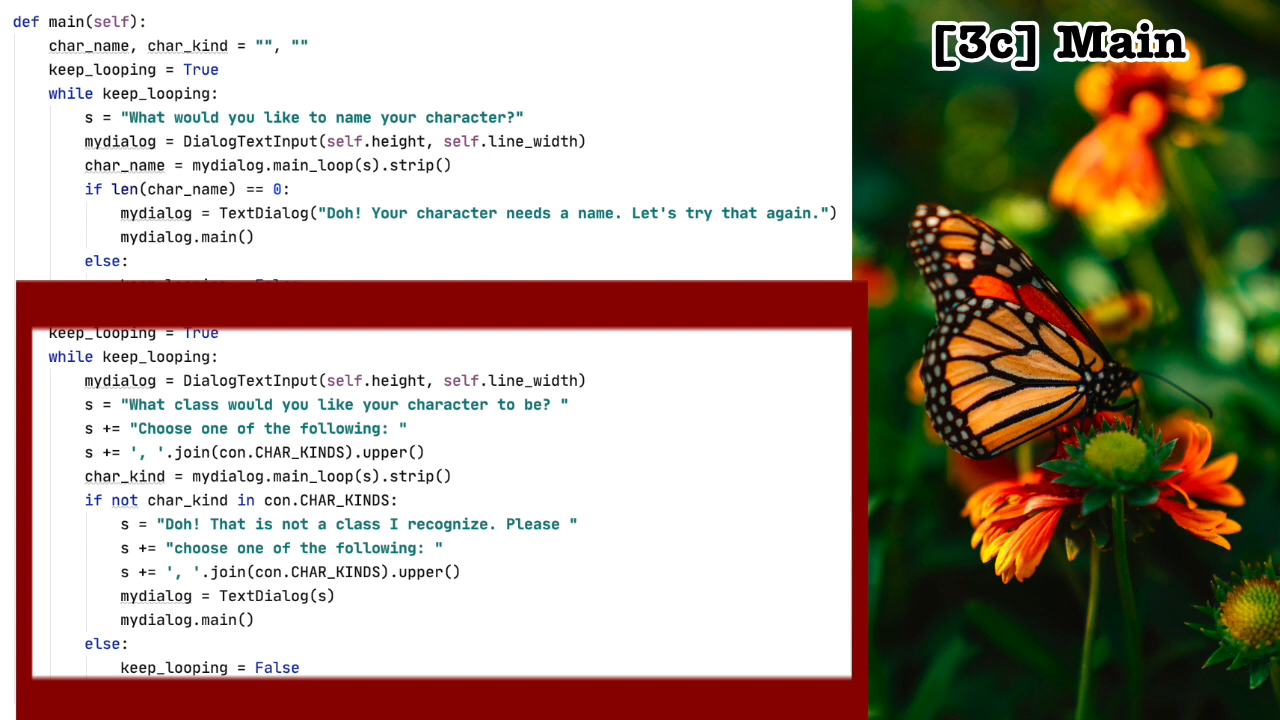 def main(self):
    char_name, char_kind = "", ""
    keep_looping = True
    while keep_looping:
        s = "What would you like to name your character?"
        mydialog = DialogTextInput(self.height, self.line_width)
        char_name = mydialog.main_loop(s).strip()
        if len(char_name) == 0:
            mydialog = TextDialog("Doh! Your character needs a name. Let's try that again.")
            mydialog.main()
        else:
    keep_looping = True
    while keep_looping:
        mydialog = DialogTextInput(self.height, self.line_width)
        s = "What class would you like your character to be? "
        s += "Choose one of the following: "
        s += ', '.join(con.CHAR_KINDS).upper()
        char_kind = mydialog.main_loop(s).strip()
        if not char_kind in con.CHAR_KINDS:
            s = "Doh! That is not a class I recognize. Please "
            s += "choose one of the following: "
            s += ', '.join(con.CHAR_KINDS).upper()
            mydialog = TextDialog(s)
            mydialog.main()
        else:
            keep_looping = False
[3c] Main